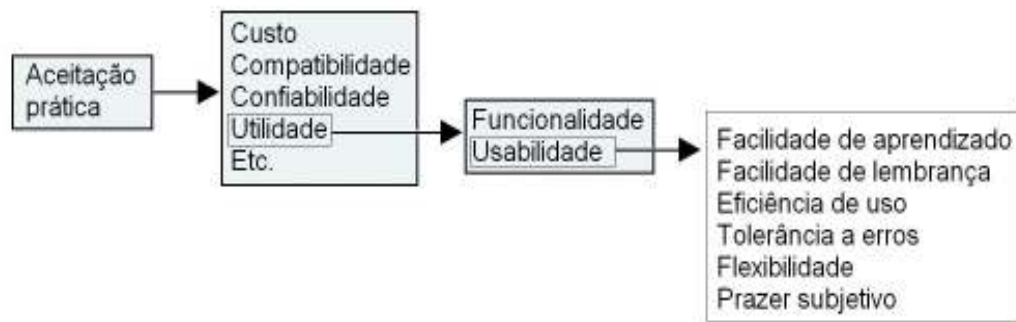 Aceitação
prática
Custo
Compatibilidade
Confiabilidade
Utilidade
Etc.
Funcionalidade
Usabilidade
Facilidade de aprendizado
Facilidade de lembrança
Eficiência de uso
Tolerância a erros
Flexibilidade
Prazer subjetivo